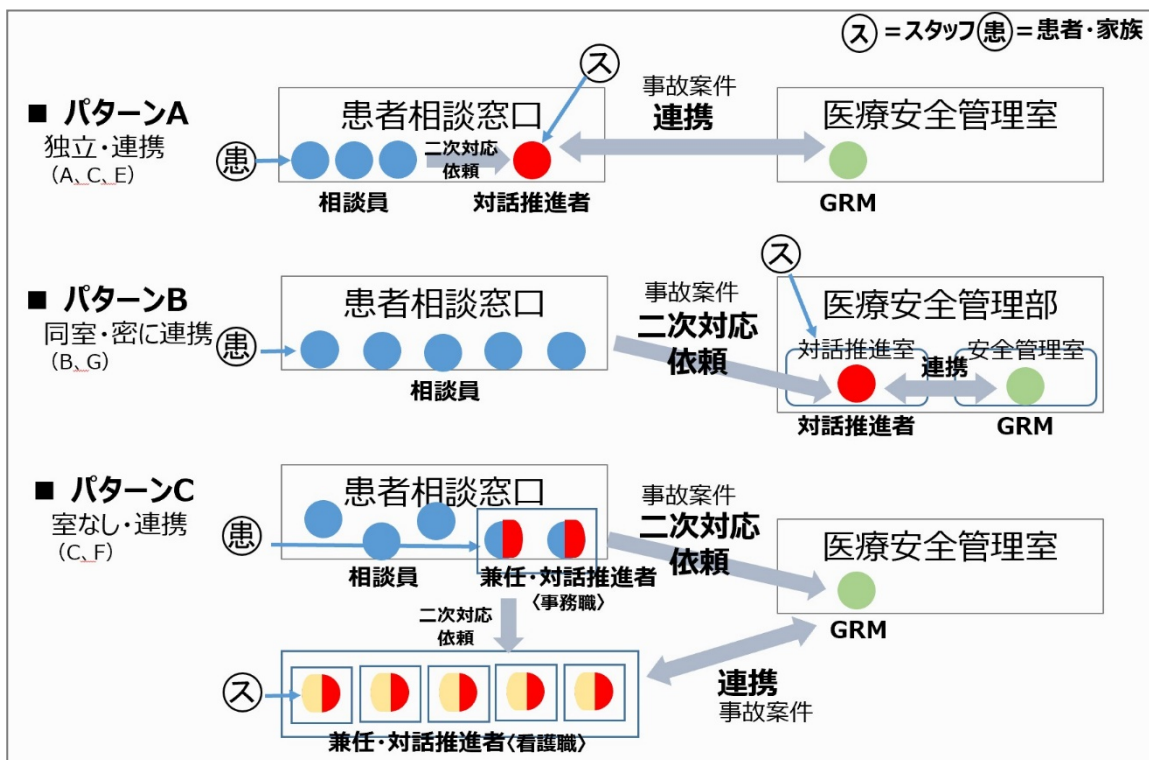 ス=スタッフ 患=患者・家族
■ パターンA
独立・連携
(A、C、E)
患
ス
患者相談窓口
二次対応
依頼
相談員
対話推進者
事故案件
連携
医療安全管理室
GRM
■ パターンB
同室・密に連携
(B、G)
患
患者相談窓口
相談員
事故案件
二次対応
依頼
ス
医療安全管理部
対話推進室
安全管理室
連携
対話推進者
GRM
■ パターンC
室なし・連携
(C、F)
患
患者相談窓口
相談員
兼任・対話推進者
〈事務職〉
事故案件
二次対応
依頼
医療安全管理室
GRM
二次対応
依頼
ス
兼任・対話推進者〈看護職〉
連携
事故案件